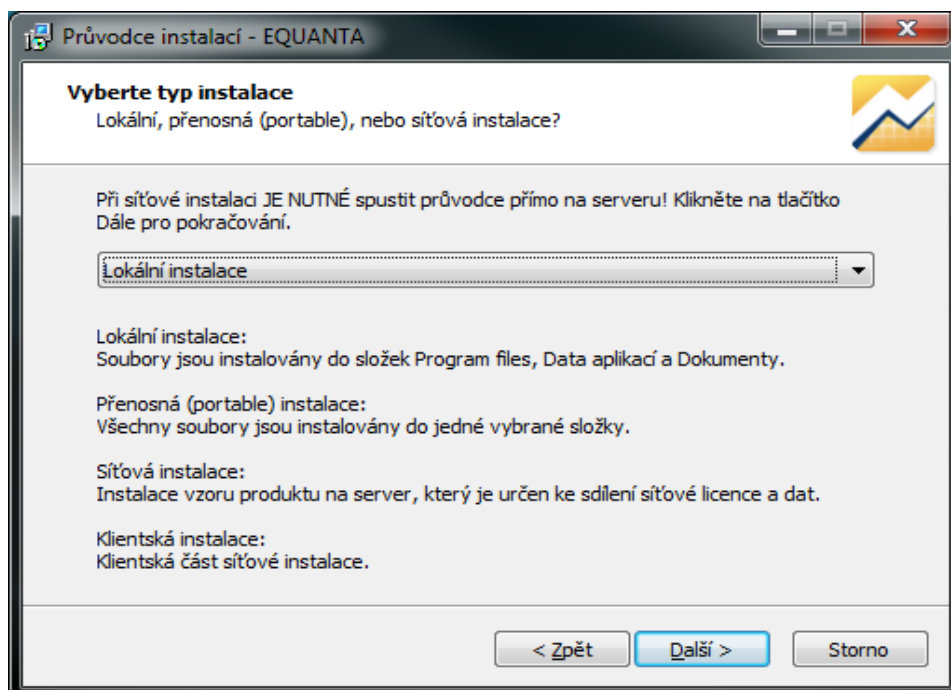 Průvodce instalací - EQUANTA
Vyberte typ instalace
Lokální, přenosná (portable), nebo síťová instalace?
Při síťové instalaci JE NUTNÉ spustit průvodce přímo na serveru! Klikněte na tlačítko
Dále pro pokračování.
Lokální instalace
Lokální instalace:
Soubory jsou instalovány do složek Program files, Data aplikací a Dokumenty.
Přenosná (portable) instalace:
Všechny soubory jsou instalovány do jedné vybrané složky.
Síťová instalace:
Instalace vzoru produktu na server, který je určen ke sdílení síťové licence a dat.
Klientská instalace:
Klientská část síťové instalace.
< Zpět
Další >
Storno